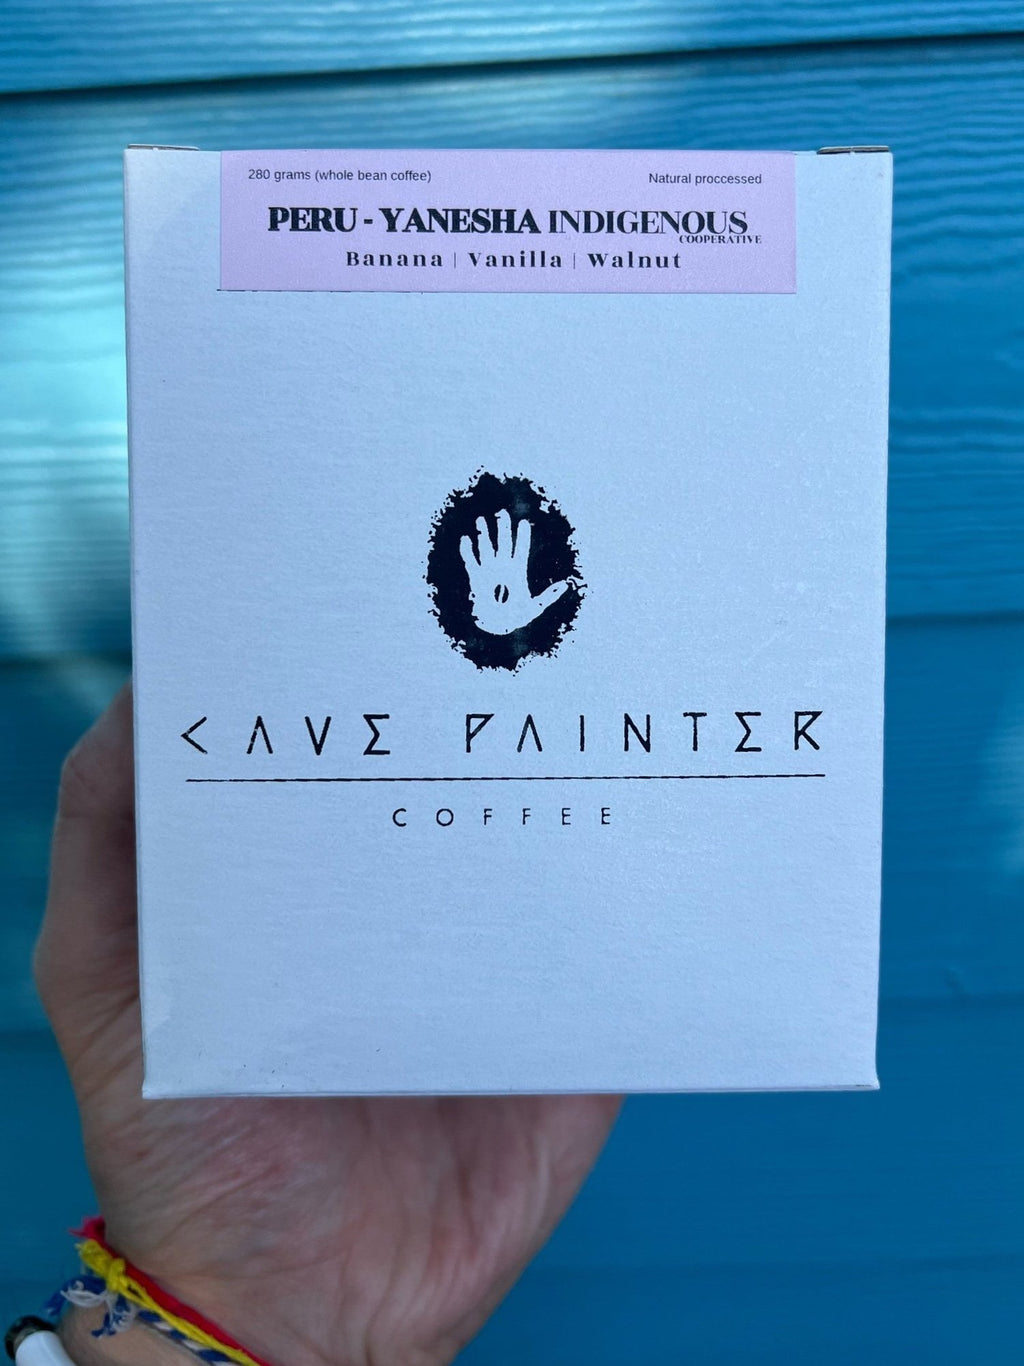 280 grams (whole bean coffee) Natural proccessed
PERU - YANESHA INDIGENOUS
COOPERATIVE
Banana | Vanilla | Walnut
CAVE PAINTER
COFFEE